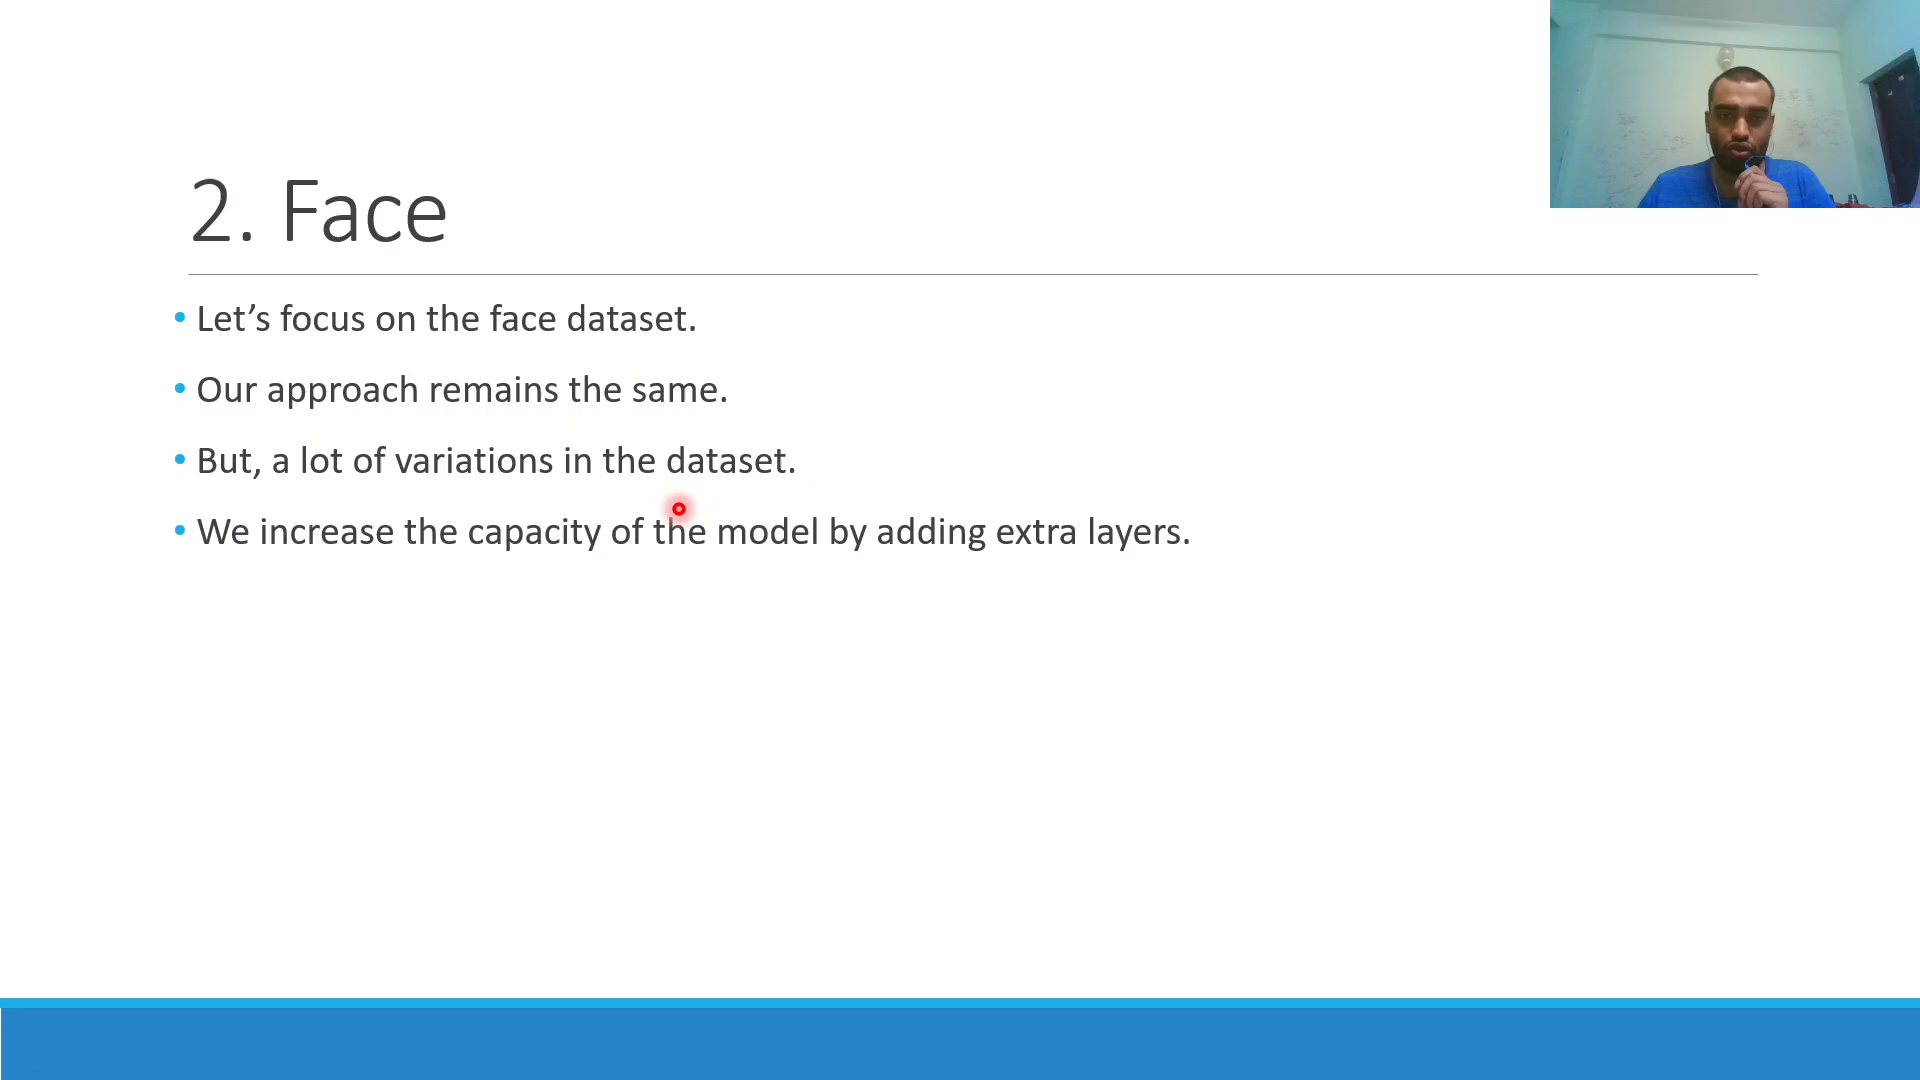 2. Face
• Let’s focus on the face dataset.
• Our approach remains the same.
• But, a lot of variations in the dataset.
• We increase the capacity of the model by adding extra layers.